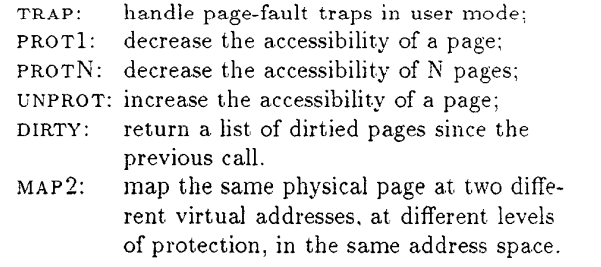 TRAP: handle page-fault traps in user mode;
PROT1: decrease the accessibility of a page;
PROTN: decrease the accessibility of N pages;
UNPROT: increase the accessibility of a page;
DIRTY: return a list of dirtied pages since the
previous call.
MAP2: map the same physical page at two diffe-
rent virtual addresses, at different levels
of protection, in the same address space.